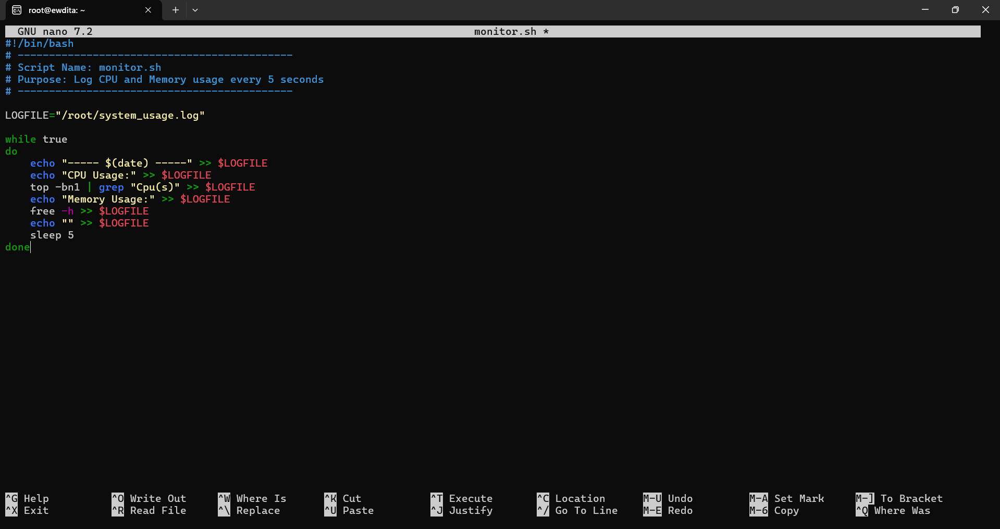 root@ewdita: ~
GNU nano 7.2 monitor.sh *
#!/bin/bash
# --------------------------------------------
# Script Name: monitor.sh
# Purpose: Log CPU and Memory usage every 5 seconds
# --------------------------------------------
LOGFILE="/root/system_usage.log"
while true
do
    echo "----- $(date) -----" >> $LOGFILE
    echo "CPU Usage:" >> $LOGFILE
    top -bn1 | grep "Cpu(s)" >> $LOGFILE
    echo "Memory Usage:" >> $LOGFILE
    free -h >> $LOGFILE
    echo "" >> $LOGFILE
    sleep 5
done
^G Help ^O Write Out ^W Where Is ^K Cut ^T Execute ^C Location M-U Undo M-A Set Mark M-] To Bracket
^X Exit ^R Read File ^\ Replace ^U Paste ^J Justify ^/ Go To Line M-E Redo M-6 Copy ^Q Where Was